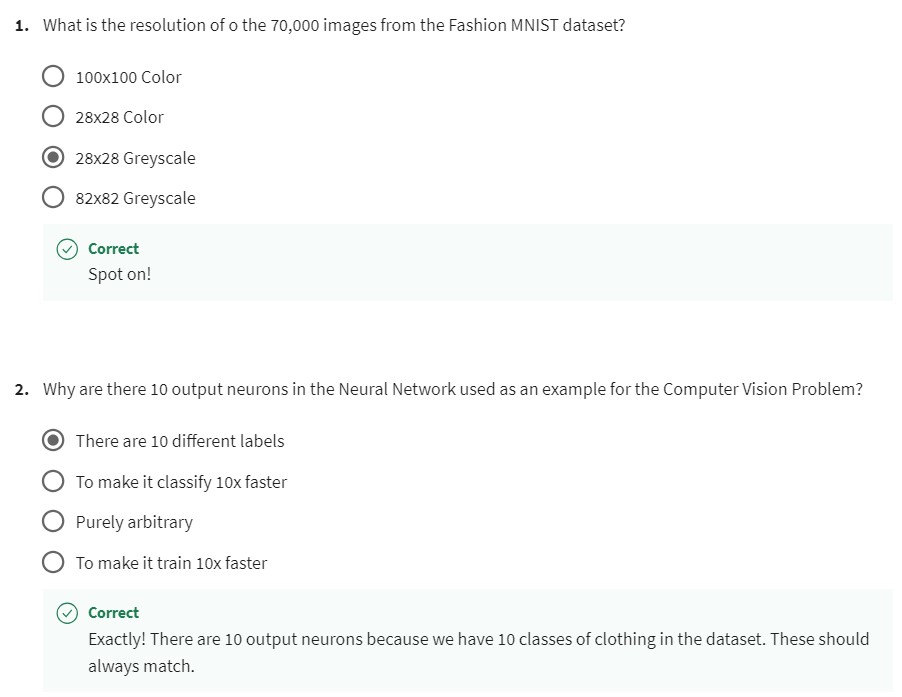 1. What is the resolution of o the 70,000 images from the Fashion MNIST dataset?
100x100 Color
28x28 Color
28x28 Greyscale
82x82 Greyscale
Correct
Spot on!
2. Why are there 10 output neurons in the Neural Network used as an example for the Computer Vision Problem?
There are 10 different labels
To make it classify 10x faster
Purely arbitrary
To make it train 10x faster
Correct
Exactly! There are 10 output neurons because we have 10 classes of clothing in the dataset. These should
always match.